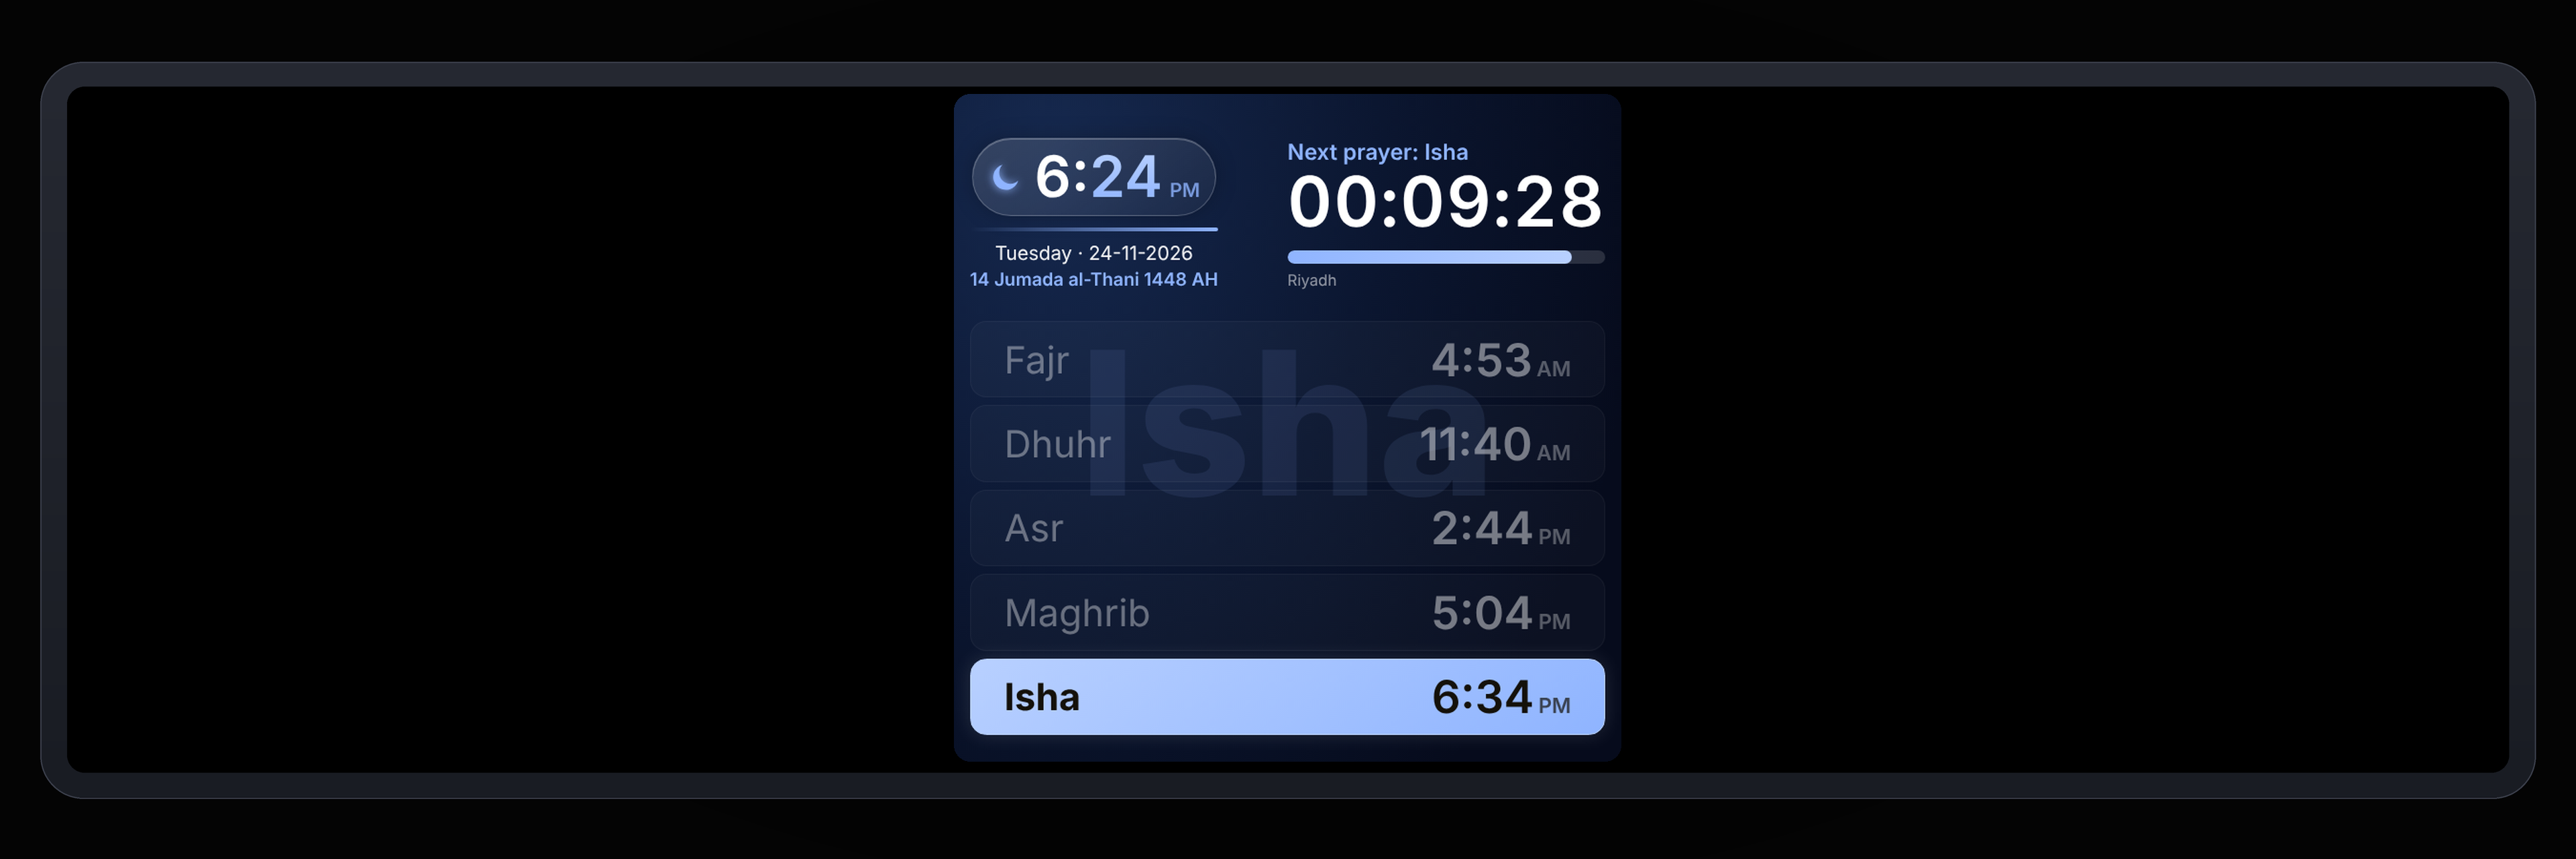 6:24 PM
Tuesday · 24-11-2026
14 Jumada al-Thani 1448 AH
Next prayer: Isha
00:09:28
Riyadh
Isha
Fajr 4:53 AM
Dhuhr 11:40 AM
Asr 2:44 PM
Maghrib 5:04 PM
Isha 6:34 PM